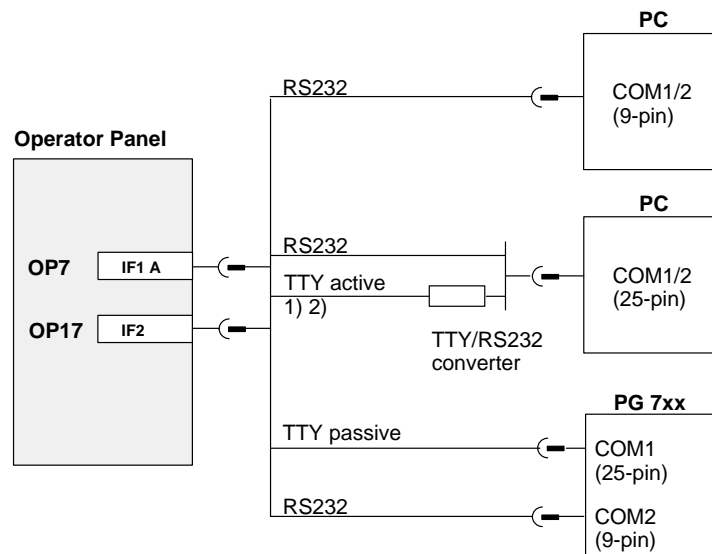 PC
RS232
COM1/2
(9-pin)
Operator Panel
PC
RS232
OP7
IF1 A
TTY active
1) 2)
COM1/2
(25-pin)
OP17
IF2
TTY/RS232
converter
PG 7xx
TTY passive
COM1
(25-pin)
RS232
COM2
(9-pin)